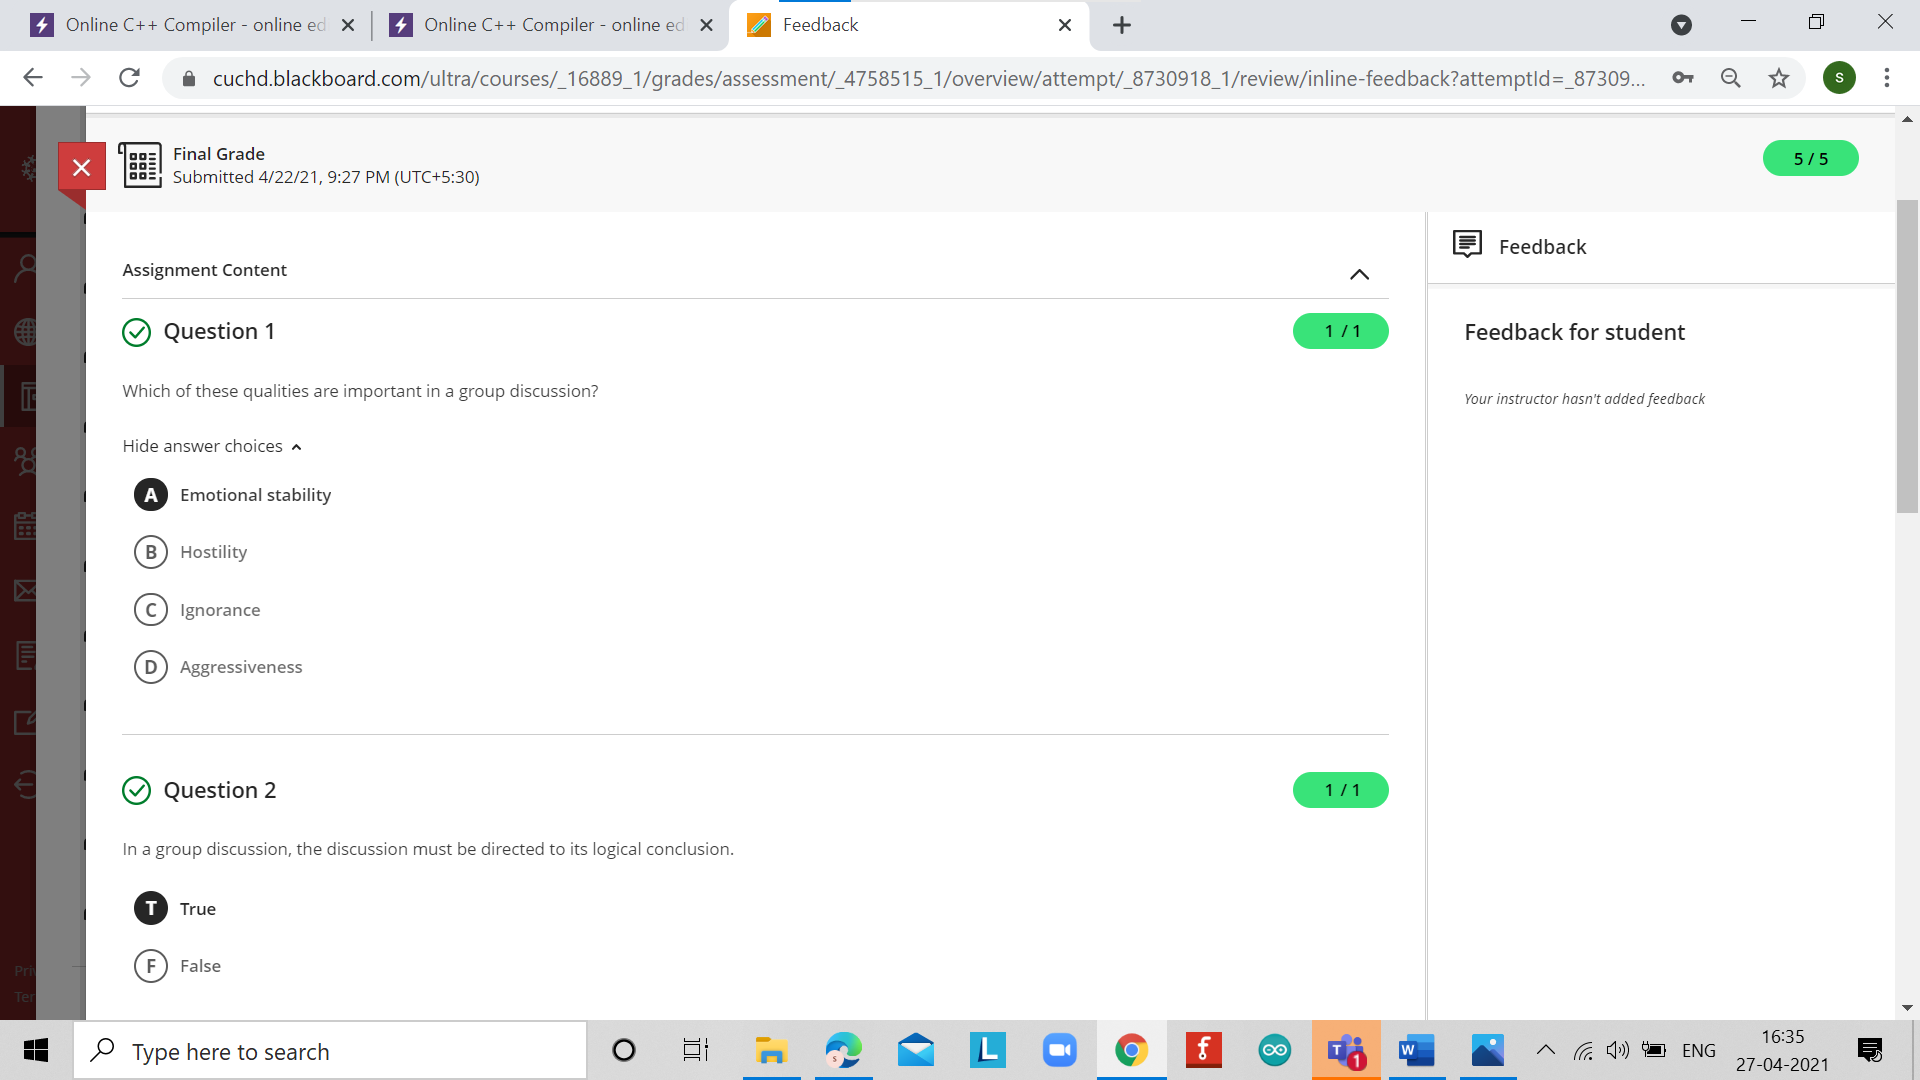 Online C++ Compiler - online ed
Online C++ Compiler - online ed
Feedback
cuchd.blackboard.com/ultra/courses/_16889_1/grades/assessment/_4758515_1/overview/attempt/_8730918_1/review/inline-feedback?attemptId=_87309...
S
Final Grade
Submitted 4/22/21, 9:27 PM (UTC+5:30)
5 / 5
Assignment Content
Feedback
Question 1
1 / 1
Feedback for student
Which of these qualities are important in a group discussion?
Your instructor hasn't added feedback
Hide answer choices
A Emotional stability
B Hostility
C Ignorance
D Aggressiveness
Question 2
1 / 1
In a group discussion, the discussion must be directed to its logical conclusion.
T True
F False
Type here to search
L
f
T
1
W
ENG
16:35
27-04-2021